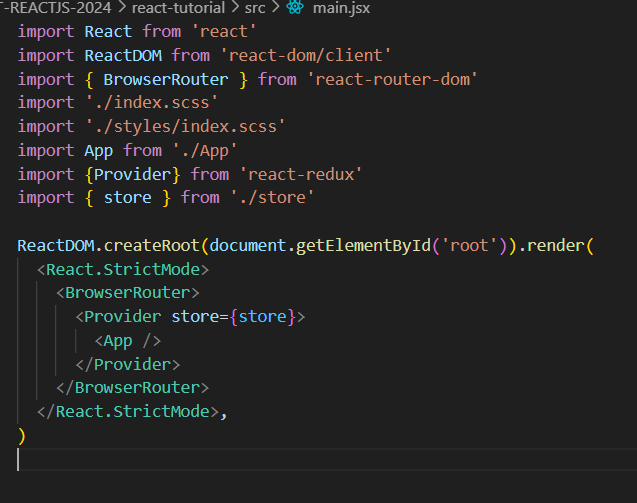 T-REACTJS-2024 > react-tutorial > src > main.jsx
import React from 'react'
import ReactDOM from 'react-dom/client'
import { BrowserRouter } from 'react-router-dom'
import './index.scss'
import './styles/index.scss'
import App from './App'
import {Provider} from 'react-redux'
import { store } from './store'

ReactDOM.createRoot(document.getElementById('root')).render(
  <React.StrictMode>
    <BrowserRouter>
      <Provider store={store}>
        <App />
      </Provider>
    </BrowserRouter>
  </React.StrictMode>,
)